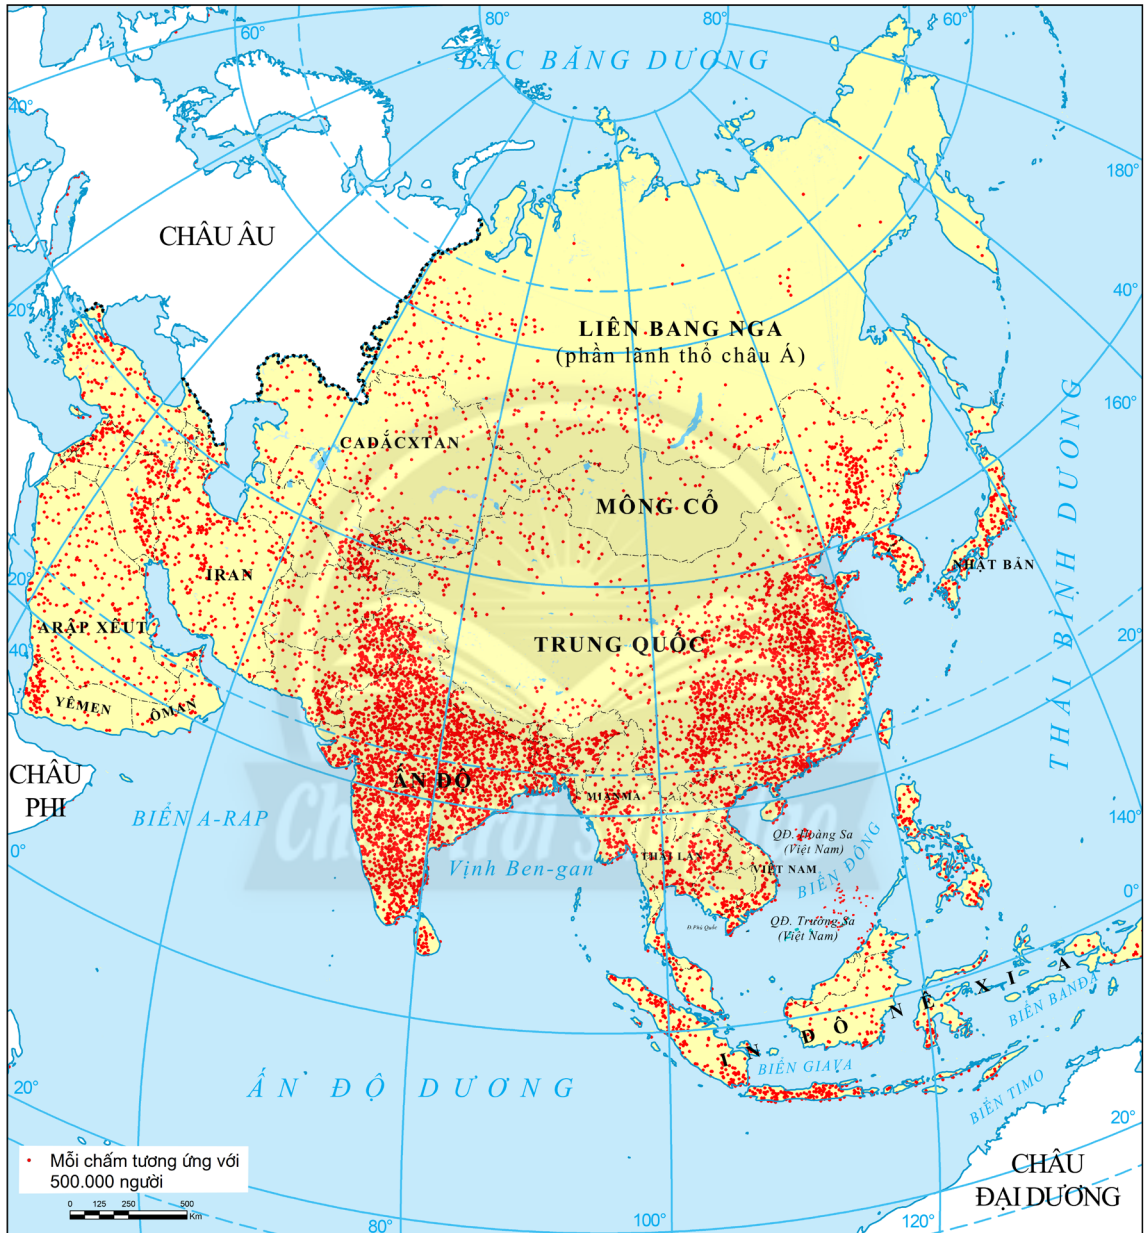 80°
80°
60°
60°
BẮC BĂNG DƯƠNG
40°
180°
CHÂU ÂU
40°
20°
LIÊN BANG NGA
(phần lãnh thổ châu Á)
160°
CADẮCXTAN
MÔNG CỔ
THÁI BÌNH DƯƠNG
NHẬT BẢN
IRAN
20°
ARẬP XÊUT
TRUNG QUỐC
20°
40°
YÊMEN
ÔMAN
CHÂU
PHI
ẤN ĐỘ
MIANMA
BIỂN A-RAP
QĐ. Hoàng Sa
(Việt Nam)
140°
0°
THÁI LAN
VIỆT NAM
BIỂN ĐÔNG
Vịnh Ben-gan
0°
QĐ. Trường Sa
(Việt Nam)
Đ Phú Quốc
INDÔNÊXIA
BIỂN BANĐA
BIỂN GIAVA
BIỂN TIMO
ẤN ĐỘ DƯƠNG
20°
20°
Mỗi chấm tương ứng với
500.000 người
0 125 250 500
Km
CHÂU
ĐẠI DƯƠNG
80°
100°
120°